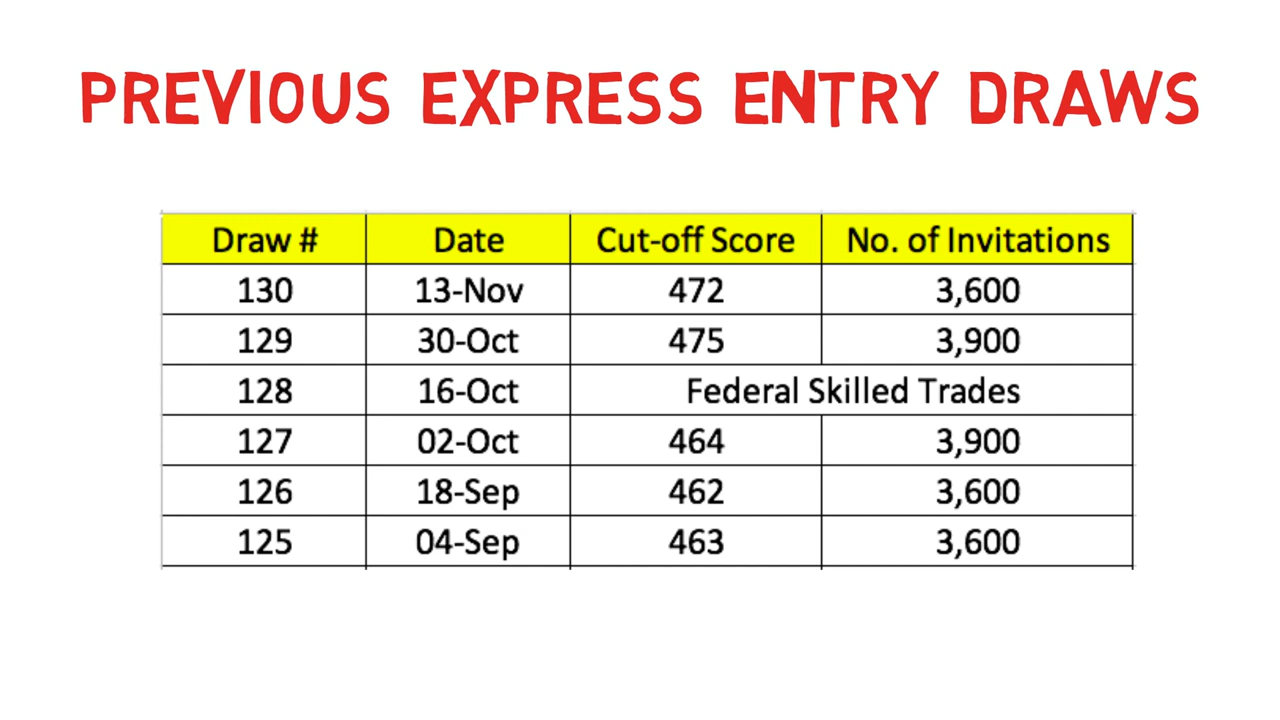 PREVIOUS EXPRESS ENTRY DRAWS
Draw # Date Cut-off Score No. of Invitations
130 13-Nov 472 3,600
129 30-Oct 475 3,900
128 16-Oct Federal Skilled Trades
127 02-Oct 464 3,900
126 18-Sep 462 3,600
125 04-Sep 463 3,600